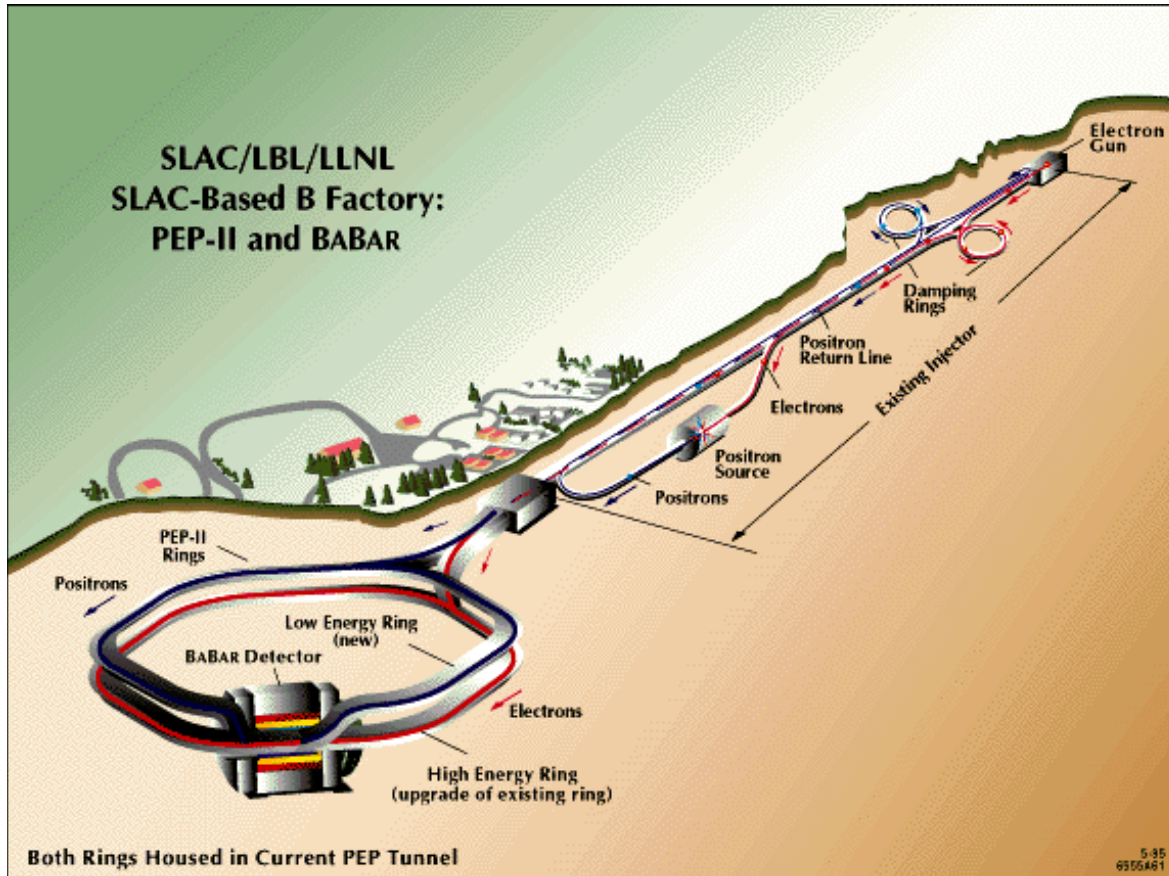 SLAC/LBL/LLNL
SLAC-Based B Factory:
PEP-II and BABAR
Electron
Gun
Damping
Rings
Positron
Return Line
Existing Injector
Electrons
Positron
Source
Positrons
PEP-II
Rings
Positrons
Low Energy Ring
(new)
BABAR Detector
Electrons
High Energy Ring
(upgrade of existing ring)
Both Rings Housed in Current PEP Tunnel
5-95
6555A61